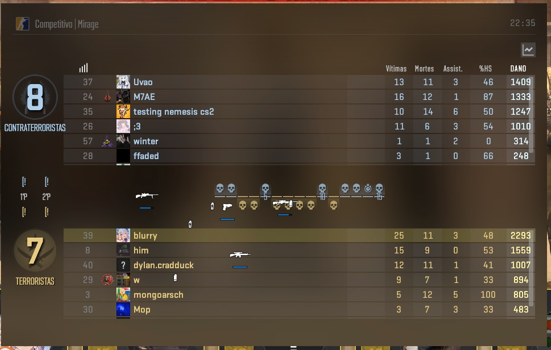 Competitivo | Mirage
22:35
Vítimas Mortes Assist. %HS DANO
37 Uvao 13 11 3 46 1409
24 M7AE 16 12 1 87 1333
35 testing nemesis cs2 10 14 6 50 1247
26 ;3 11 6 3 54 1010
57 winter 1 1 2 0 314
28 ffaded 3 1 0 66 248
8
CONTRATERRORISTAS
1ºP 2ºP
7
TERRORISTAS
39 blurry 25 11 3 48 2293
8 him 15 9 0 53 1559
40 ? dylan.cradduck 12 11 1 41 1007
29 w 9 7 1 33 894
3 mongoarsch 5 12 5 100 805
30 Mop 3 7 3 33 483